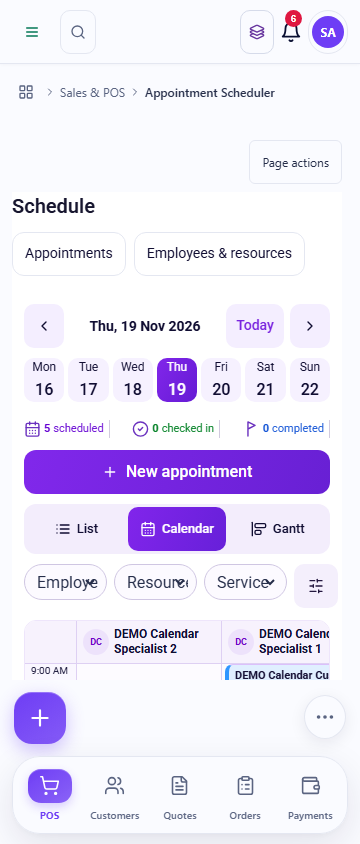 6
SA
Sales & POS
Appointment Scheduler
Page actions
Schedule
Appointments
Employees & resources
Thu, 19 Nov 2026
Today
Mon Tue Wed Thu Fri Sat Sun
16 17 18 19 20 21 22
5 scheduled
0 checked in
0 completed
New appointment
List
Calendar
Gantt
Employe
Resource
Service
DC
DEMO Calendar
Specialist 2
DC
DEMO Calen
Specialist 1
9:00 AM
DEMO Calendar Cu
POS
Customers
Quotes
Orders
Payments